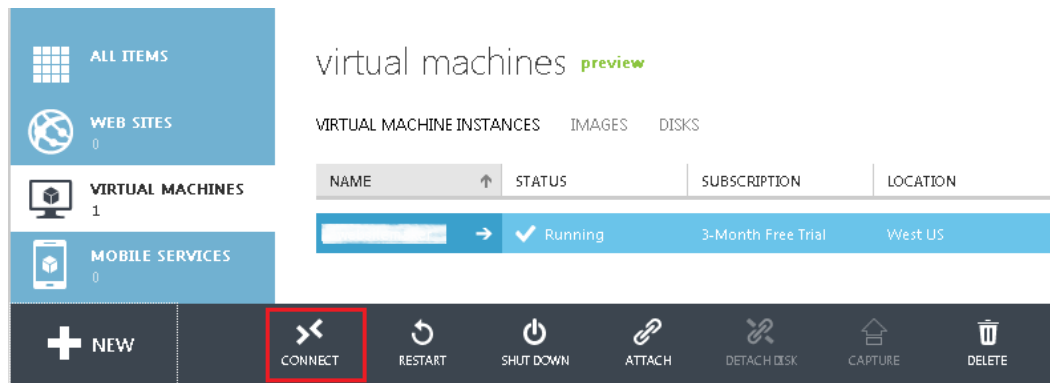 ALL ITEMS
WEB SITES
0
VIRTUAL MACHINES
1
MOBILE SERVICES
0
virtual machines preview
VIRTUAL MACHINE INSTANCES IMAGES DISKS
NAME STATUS SUBSCRIPTION LOCATION
Running 3-Month Free Trial West US
NEW CONNECT RESTART SHUT DOWN ATTACH DETACH DISK CAPTURE DELETE